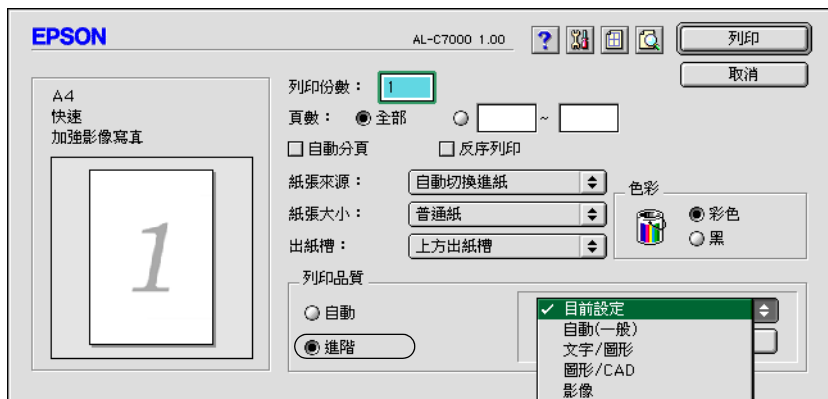 EPSON
AL-C7000 1.00
列印
取消
A4
快速
加強影像寫真
1
列印份數：
1
頁數：
全部
~
自動分頁
反序列印
紙張來源：
自動切換進紙
紙張大小：
普通紙
出紙槽：
上方出紙槽
色彩
彩色
黑
列印品質
自動
進階
目前設定
自動(一般)
文字/圖形
圖形/CAD
影像